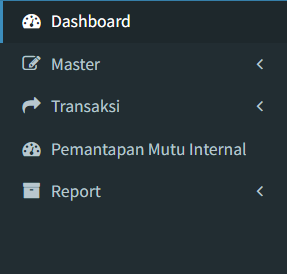 Dashboard
Master
Transaksi
Pemantapan Mutu Internal
Report